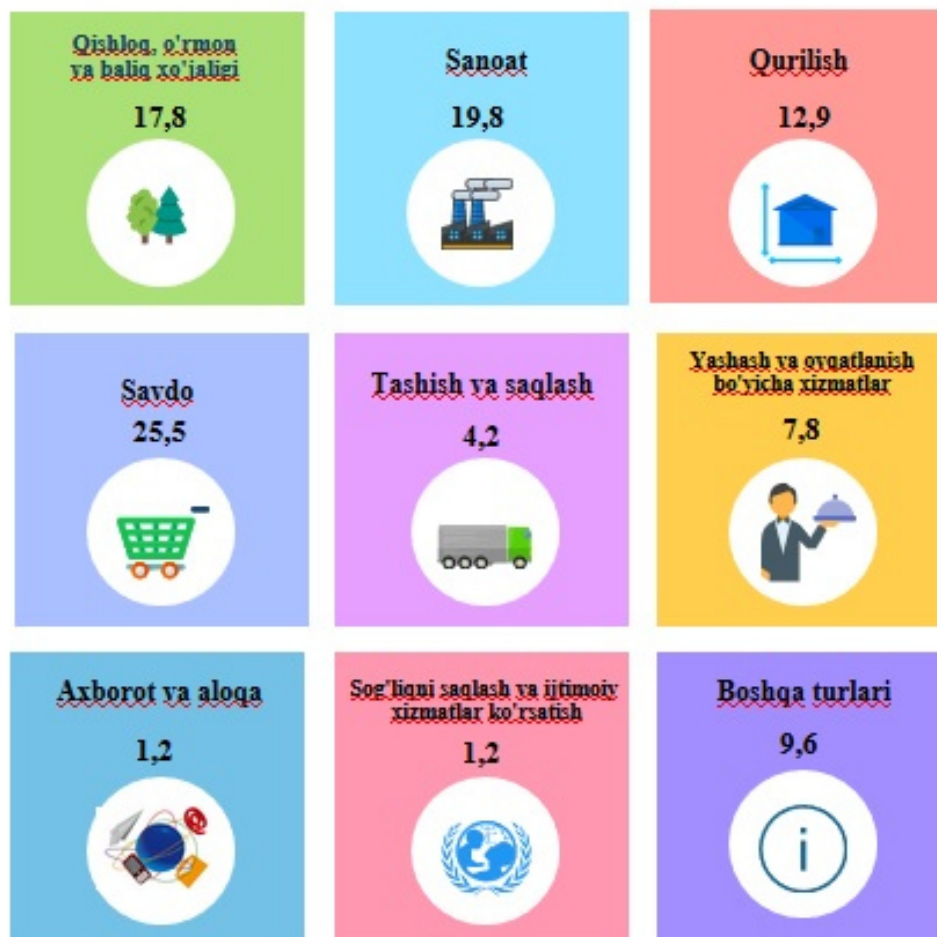 Qishloq, o'rmon
va baliq xo'jaligi
17,8
Sanoat
19,8
Qurilish
12,9
Savdo
25,5
Tashish va saqlash
4,2
Yashash va ovqatlanish
bo'yicha xizmatlar
7,8
Axborot va aloqa
1,2
Sog'liqni saqlash va ijtimoiy
xizmatlar ko'rsatish
1,2
Boshqa turlari
9,6
i